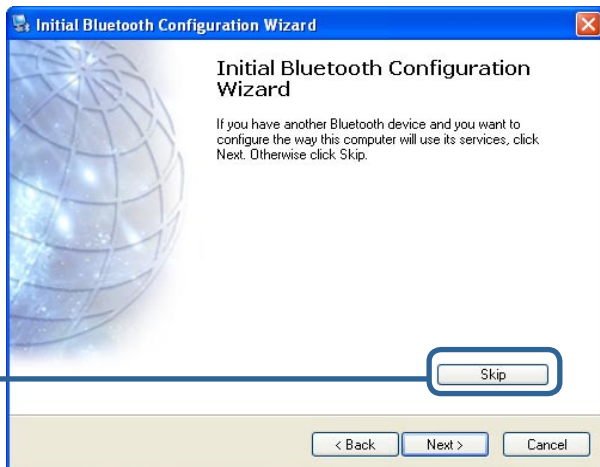 Initial Bluetooth Configuration Wizard
Initial Bluetooth Configuration
Wizard
If you have another Bluetooth device and you want to
configure the way this computer will use its services, click
Next. Otherwise click Skip.
Skip
< Back Next > Cancel